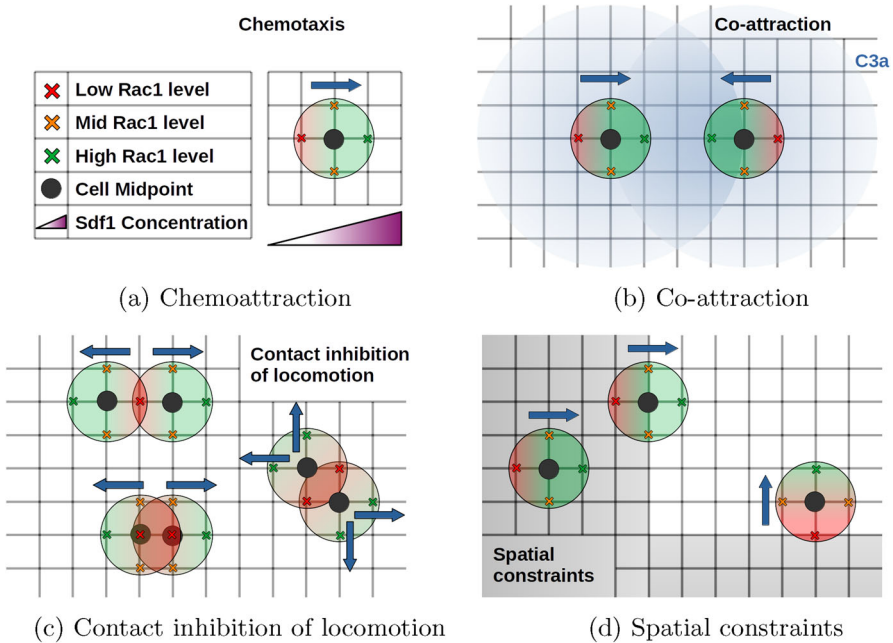 Chemotaxis
Low Rac1 level
Mid Rac1 level
High Rac1 level
Cell Midpoint
Sdf1 Concentration
(a) Chemoattraction
Co-attraction
C3a
(b) Co-attraction
Contact inhibition
of locomotion
(c) Contact inhibition of locomotion
Spatial
constraints
(d) Spatial constraints